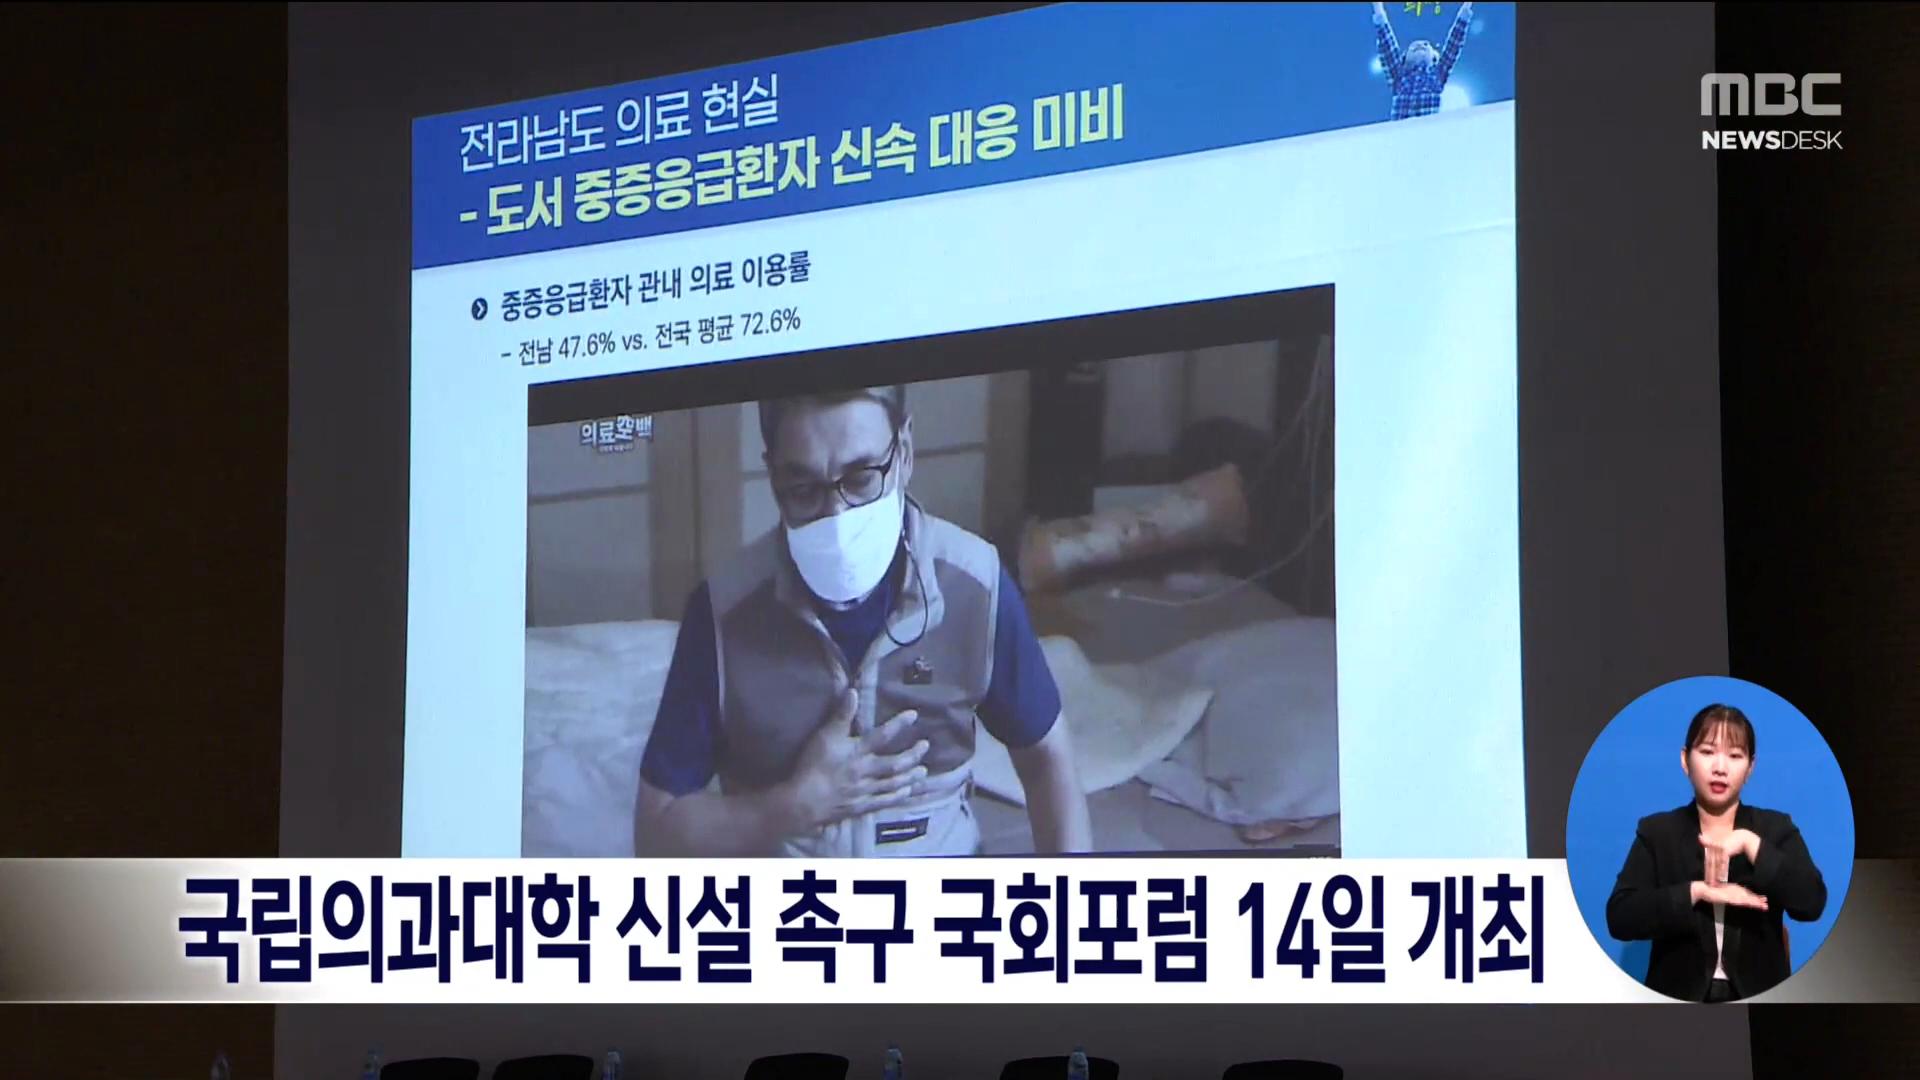 MBC
NEWSDESK
전라남도 의료 현실
- 도서 중증응급환자 신속 대응 미비
중증응급환자 관내 의료 이용률
- 전남 47.6% vs. 전국 평균 72.6%
의료공백
국립의과대학 신설 촉구 국회포럼 14일 개최